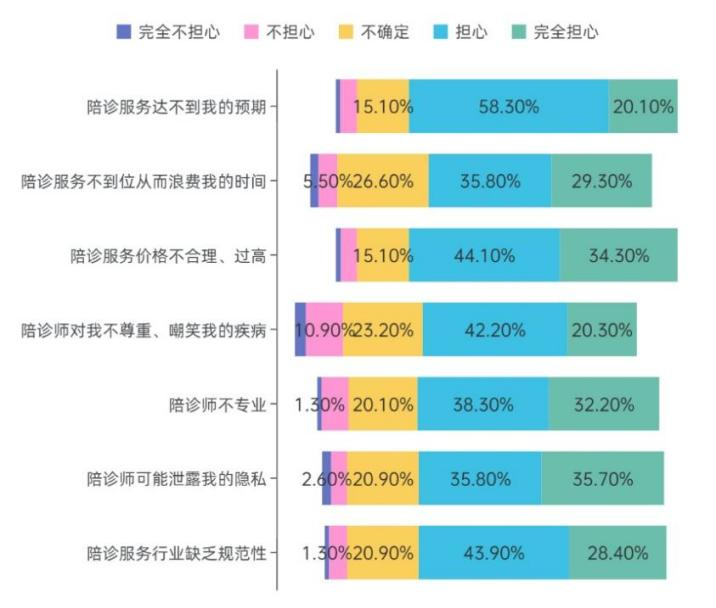 完全不担心 不担心 不确定 担心 完全担心
陪诊服务达不到我的预期 15.10% 58.30% 20.10%
陪诊服务不到位从而浪费我的时间 5.50% 26.60% 35.80% 29.30%
陪诊服务价格不合理、过高 15.10% 44.10% 34.30%
陪诊师对我不尊重、嘲笑我的疾病 10.90% 23.20% 42.20% 20.30%
陪诊师不专业 1.30% 20.10% 38.30% 32.20%
陪诊师可能泄露我的隐私 2.60% 20.90% 35.80% 35.70%
陪诊服务行业缺乏规范性 1.30% 20.90% 43.90% 28.40%